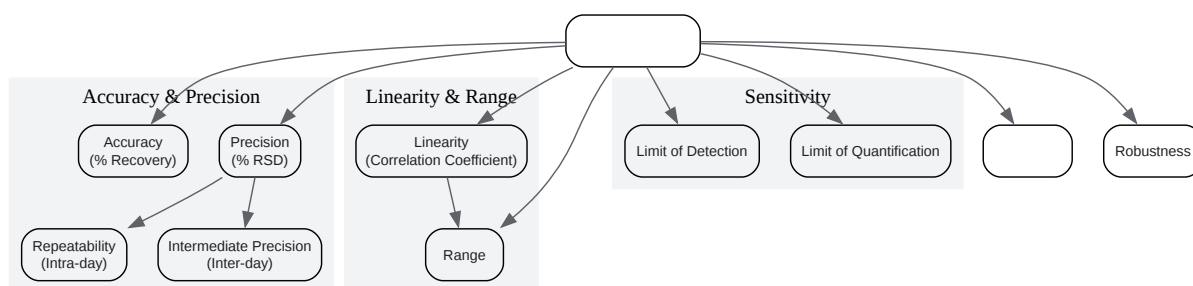 Accuracy & Precision
Linearity & Range
Sensitivity
Accuracy
(% Recovery)
Precision
(% RSD)
Linearity
(Correlation Coefficient)
Limit of Detection
Limit of Quantification
Robustness
Repeatability
(Intra-day)
Intermediate Precision
(Inter-day)
Range